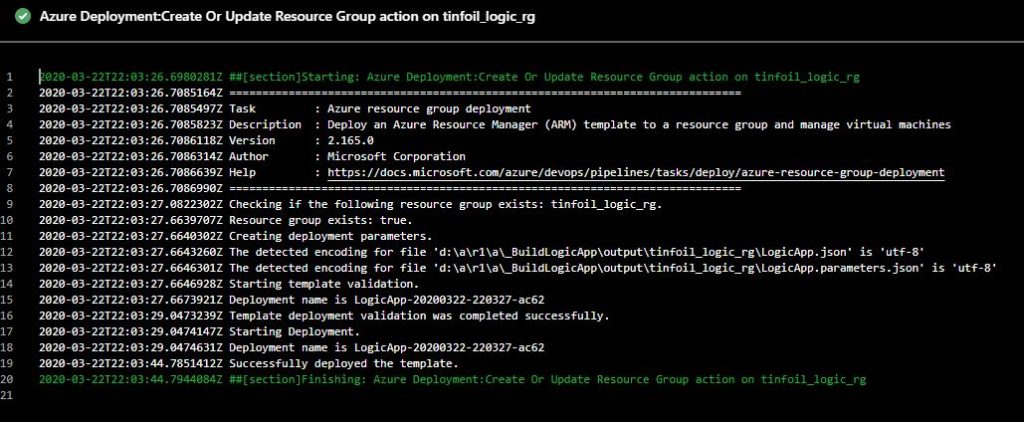 Azure Deployment:Create Or Update Resource Group action on tinfoil_logic_rg
1 2020-03-22T22:03:26.6980281Z ##[section]Starting: Azure Deployment:Create Or Update Resource Group action on tinfoil_logic_rg
2 2020-03-22T22:03:26.7085164Z ==============================================================================
3 2020-03-22T22:03:26.7085497Z Task         : Azure resource group deployment
4 2020-03-22T22:03:26.7085823Z Description  : Deploy an Azure Resource Manager (ARM) template to a resource group and manage virtual machines
5 2020-03-22T22:03:26.7086118Z Version      : 2.165.0
6 2020-03-22T22:03:26.7086314Z Author       : Microsoft Corporation
7 2020-03-22T22:03:26.7086639Z Help         : https://docs.microsoft.com/azure/devops/pipelines/tasks/deploy/azure-resource-group-deployment
8 2020-03-22T22:03:26.7086990Z ==============================================================================
9 2020-03-22T22:03:27.0822302Z Checking if the following resource group exists: tinfoil_logic_rg.
10 2020-03-22T22:03:27.6639707Z Resource group exists: true.
11 2020-03-22T22:03:27.6640302Z Creating deployment parameters.
12 2020-03-22T22:03:27.6643260Z The detected encoding for file 'd:\a\r1\a\_BuildLogicApp\output\tinfoil_logic_rg\LogicApp.json' is 'utf-8'
13 2020-03-22T22:03:27.6646301Z The detected encoding for file 'd:\a\r1\a\_BuildLogicApp\output\tinfoil_logic_rg\LogicApp.parameters.json' is 'utf-8'
14 2020-03-22T22:03:27.6646928Z Starting template validation.
15 2020-03-22T22:03:27.6673921Z Deployment name is LogicApp-20200322-220327-ac62
16 2020-03-22T22:03:29.0473239Z Template deployment validation was completed successfully.
17 2020-03-22T22:03:29.0474147Z Starting Deployment.
18 2020-03-22T22:03:29.0474631Z Deployment name is LogicApp-20200322-220327-ac62
19 2020-03-22T22:03:44.7851412Z Successfully deployed the template.
20 2020-03-22T22:03:44.7944084Z ##[section]Finishing: Azure Deployment:Create Or Update Resource Group action on tinfoil_logic_rg
21